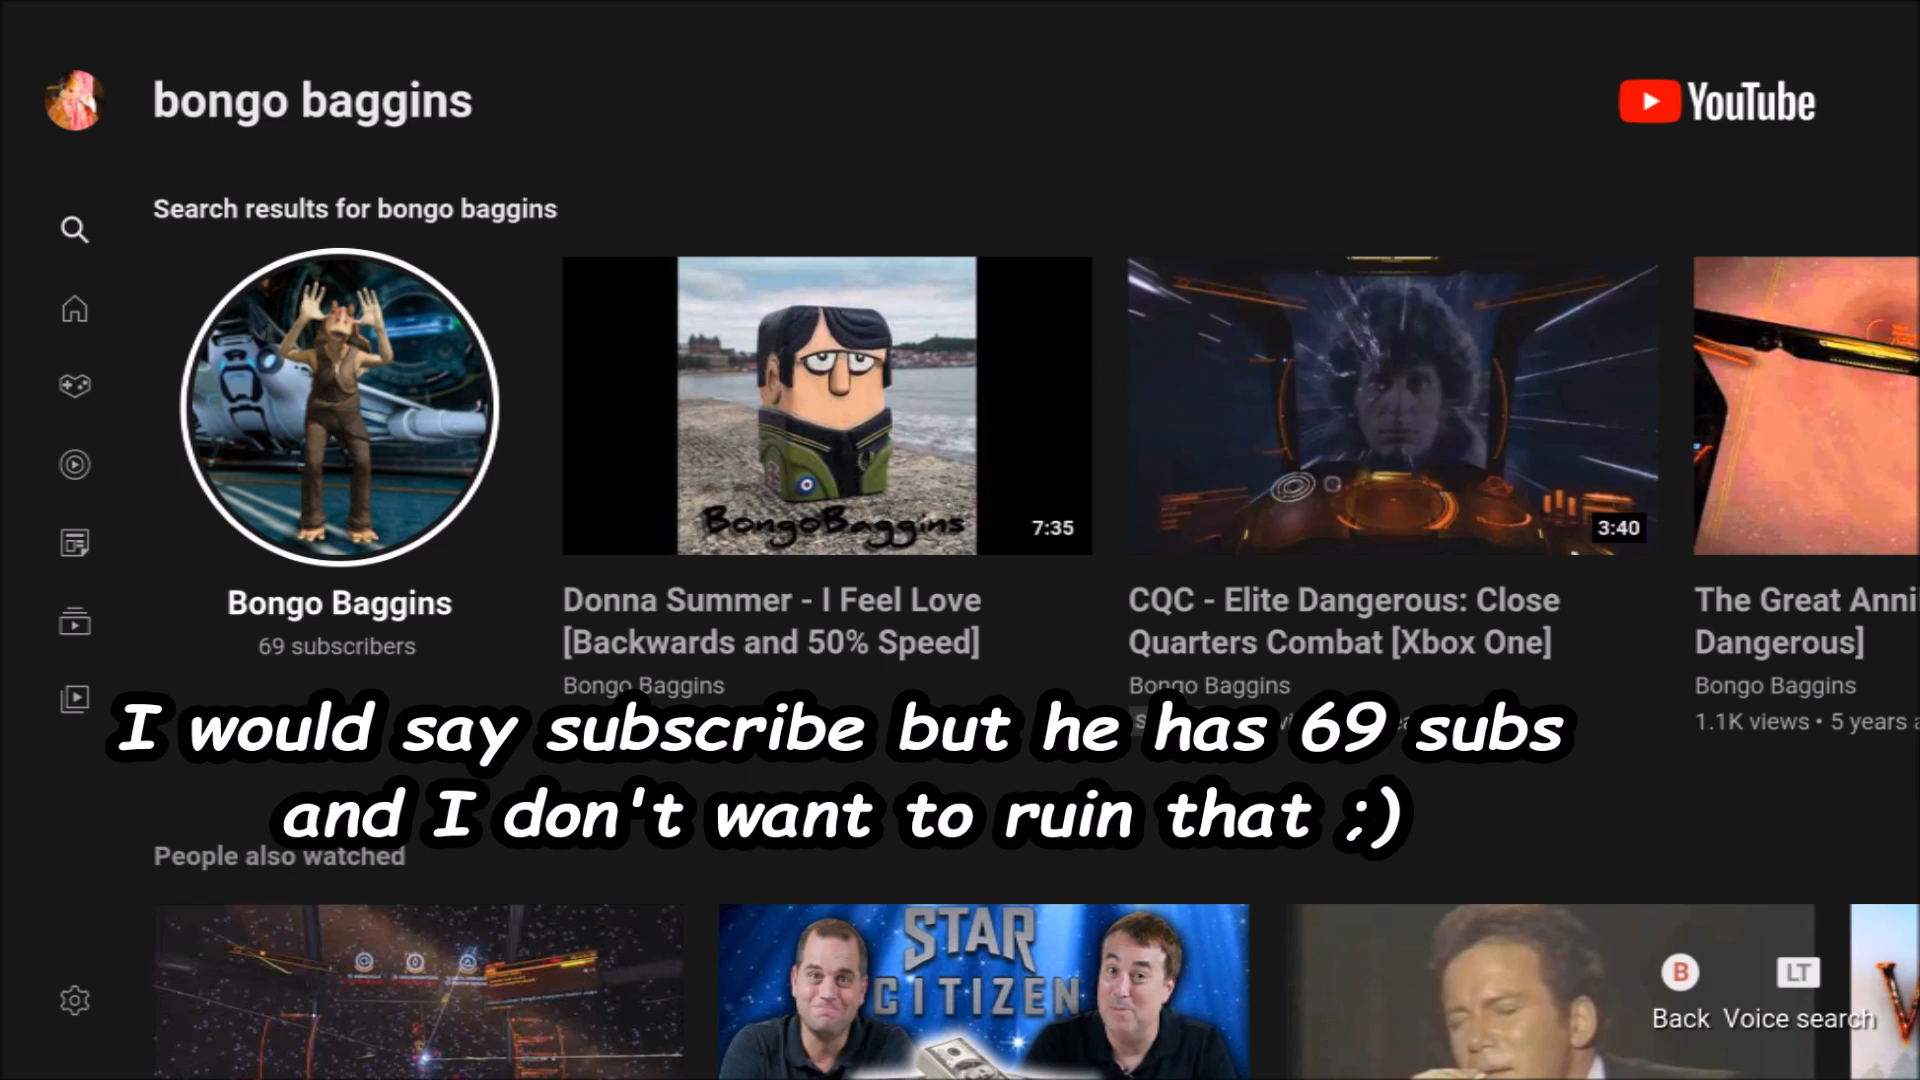 bongo baggins
YouTube
Search results for bongo baggins
BongoBaggins
7:35
3:40
Bongo Baggins
69 subscribers
Donna Summer - I Feel Love
[Backwards and 50% Speed]
Bongo Baggins
CQC - Elite Dangerous: Close
Quarters Combat [Xbox One]
Bongo Baggins
The Great Anni
Dangerous]
Bongo Baggins
1.1K views • 5 years a
I would say subscribe but he has 69 subs
and I don't want to ruin that ;)
People also watched
STAR
CITIZEN
B
LT
Back Voice search